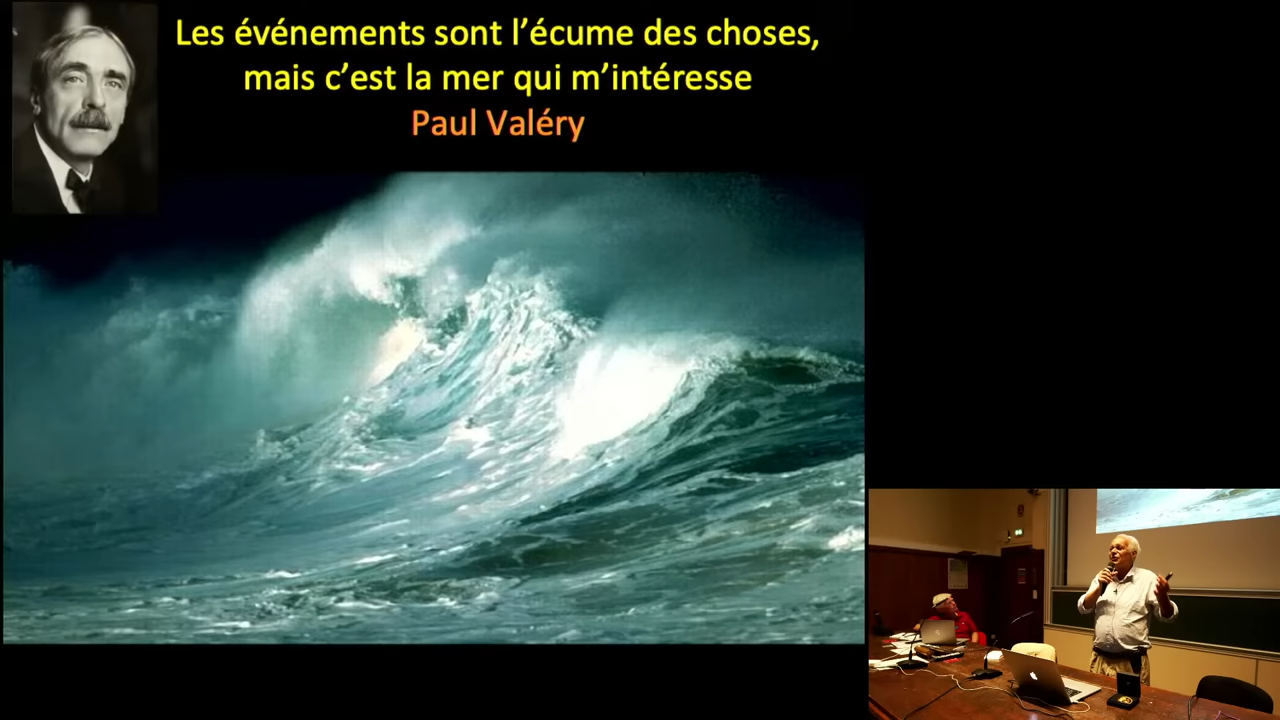 Les événements sont l’écume des choses,
mais c’est la mer qui m’intéresse
Paul Valéry